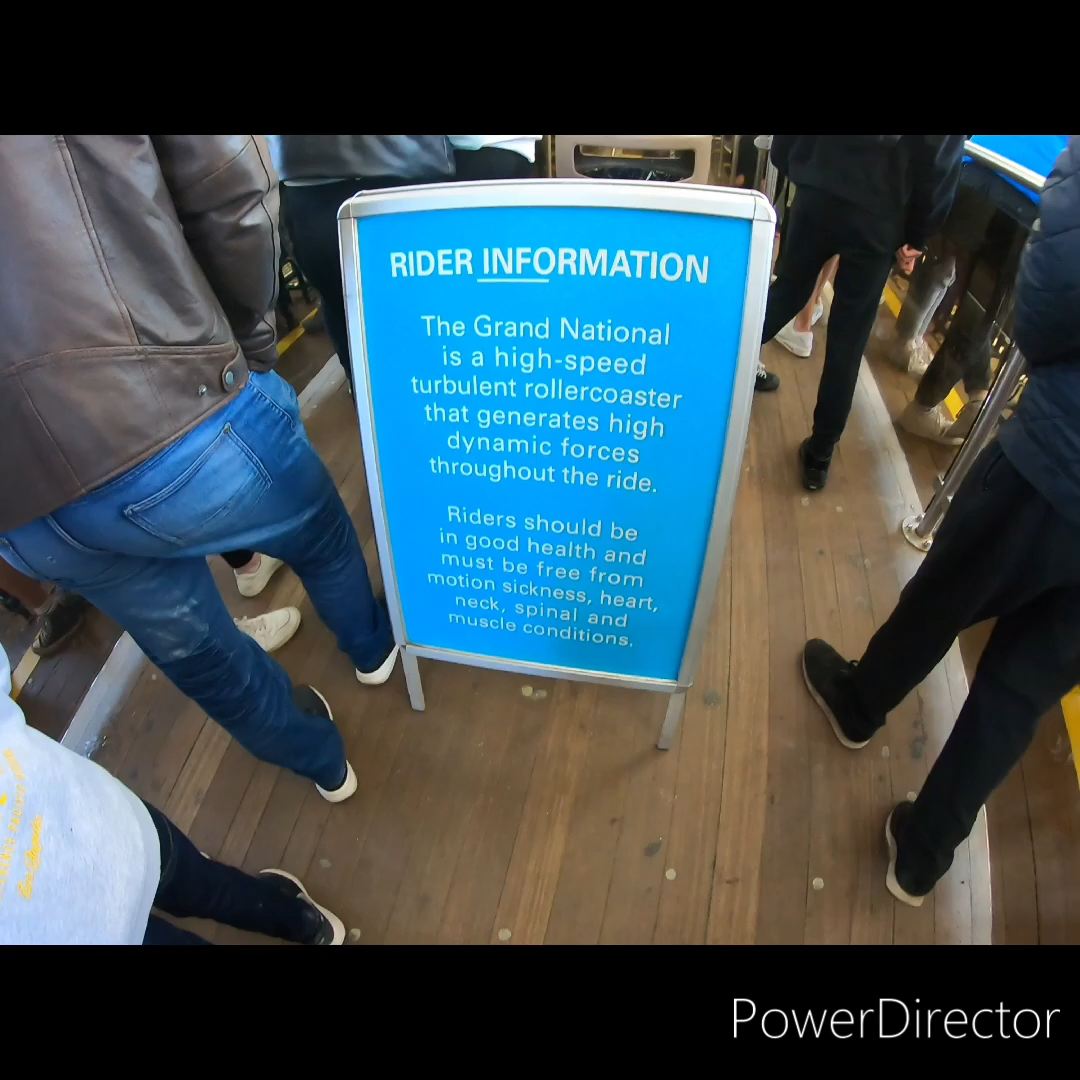 RIDER INFORMATION
The Grand National
is a high-speed
turbulent rollercoaster
that generates high
dynamic forces
throughout the ride.
Riders should be
in good health and
must be free from
motion sickness, heart,
neck, spinal and
muscle conditions.
PowerDirector